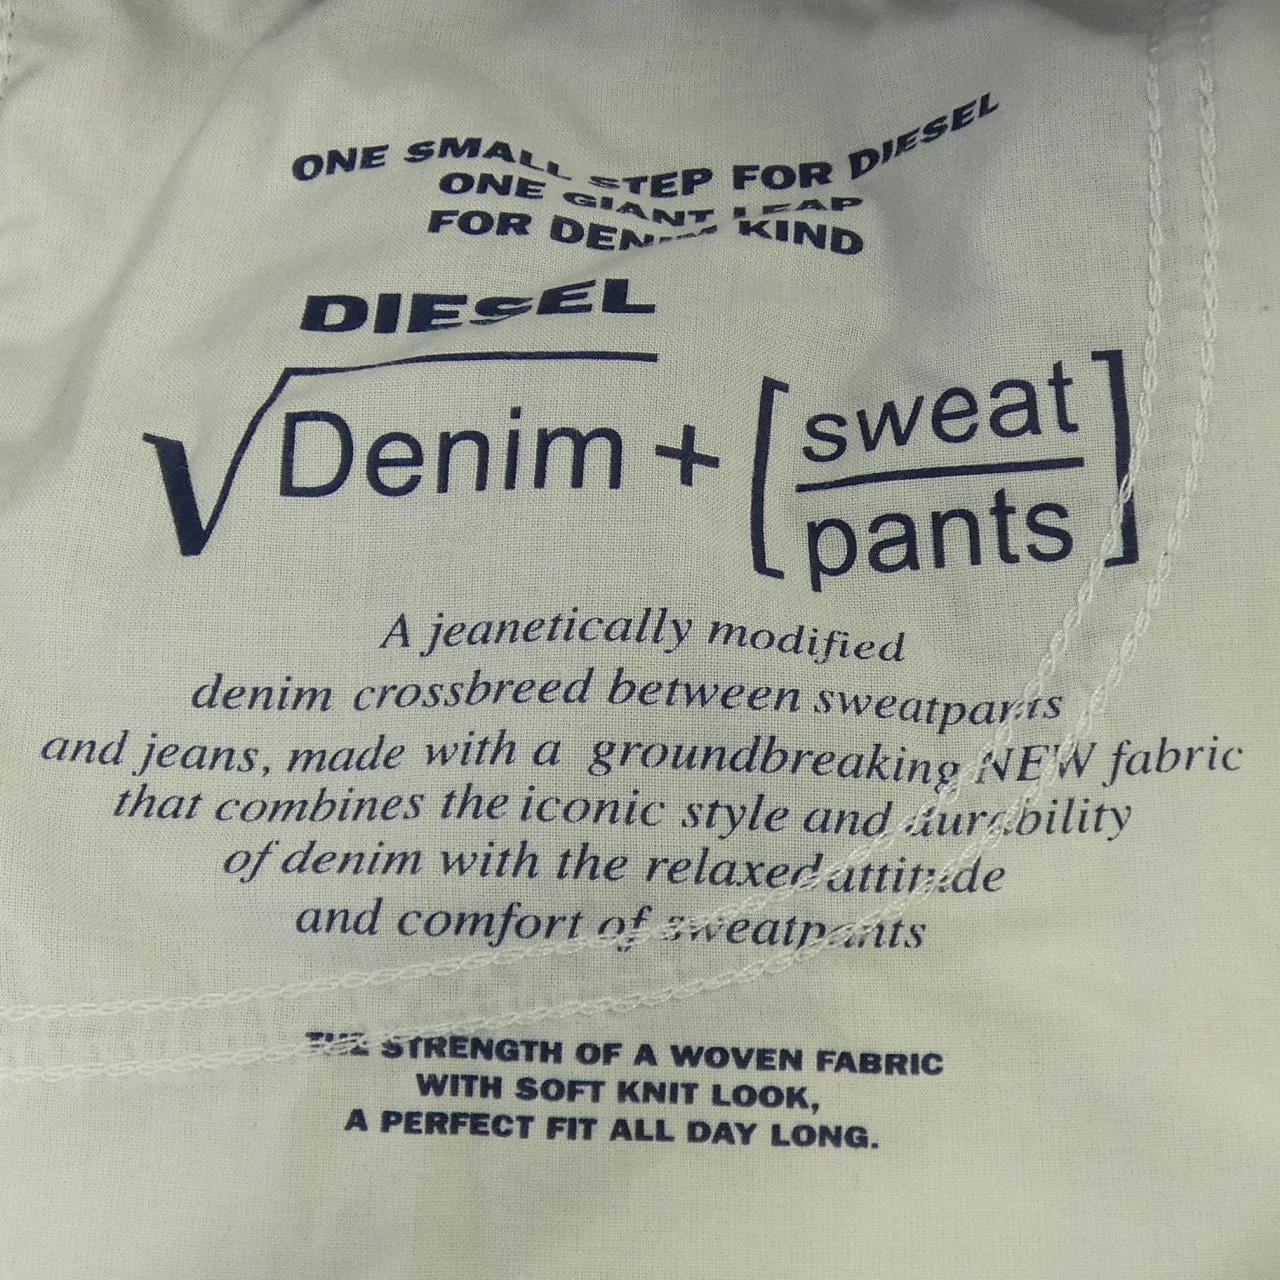 ONE SMALL STEP FOR DIESEL
ONE GIANT LEAP
FOR DENIM KIND
DIESEL
√Denim + [sweat
pants]
A jeanetically modified
denim crossbreed between sweatpants
and jeans, made with a groundbreaking NEW fabric
that combines the iconic style and durability
of denim with the relaxed attitude
and comfort of sweatpants
THE STRENGTH OF A WOVEN FABRIC
WITH SOFT KNIT LOOK,
A PERFECT FIT ALL DAY LONG.